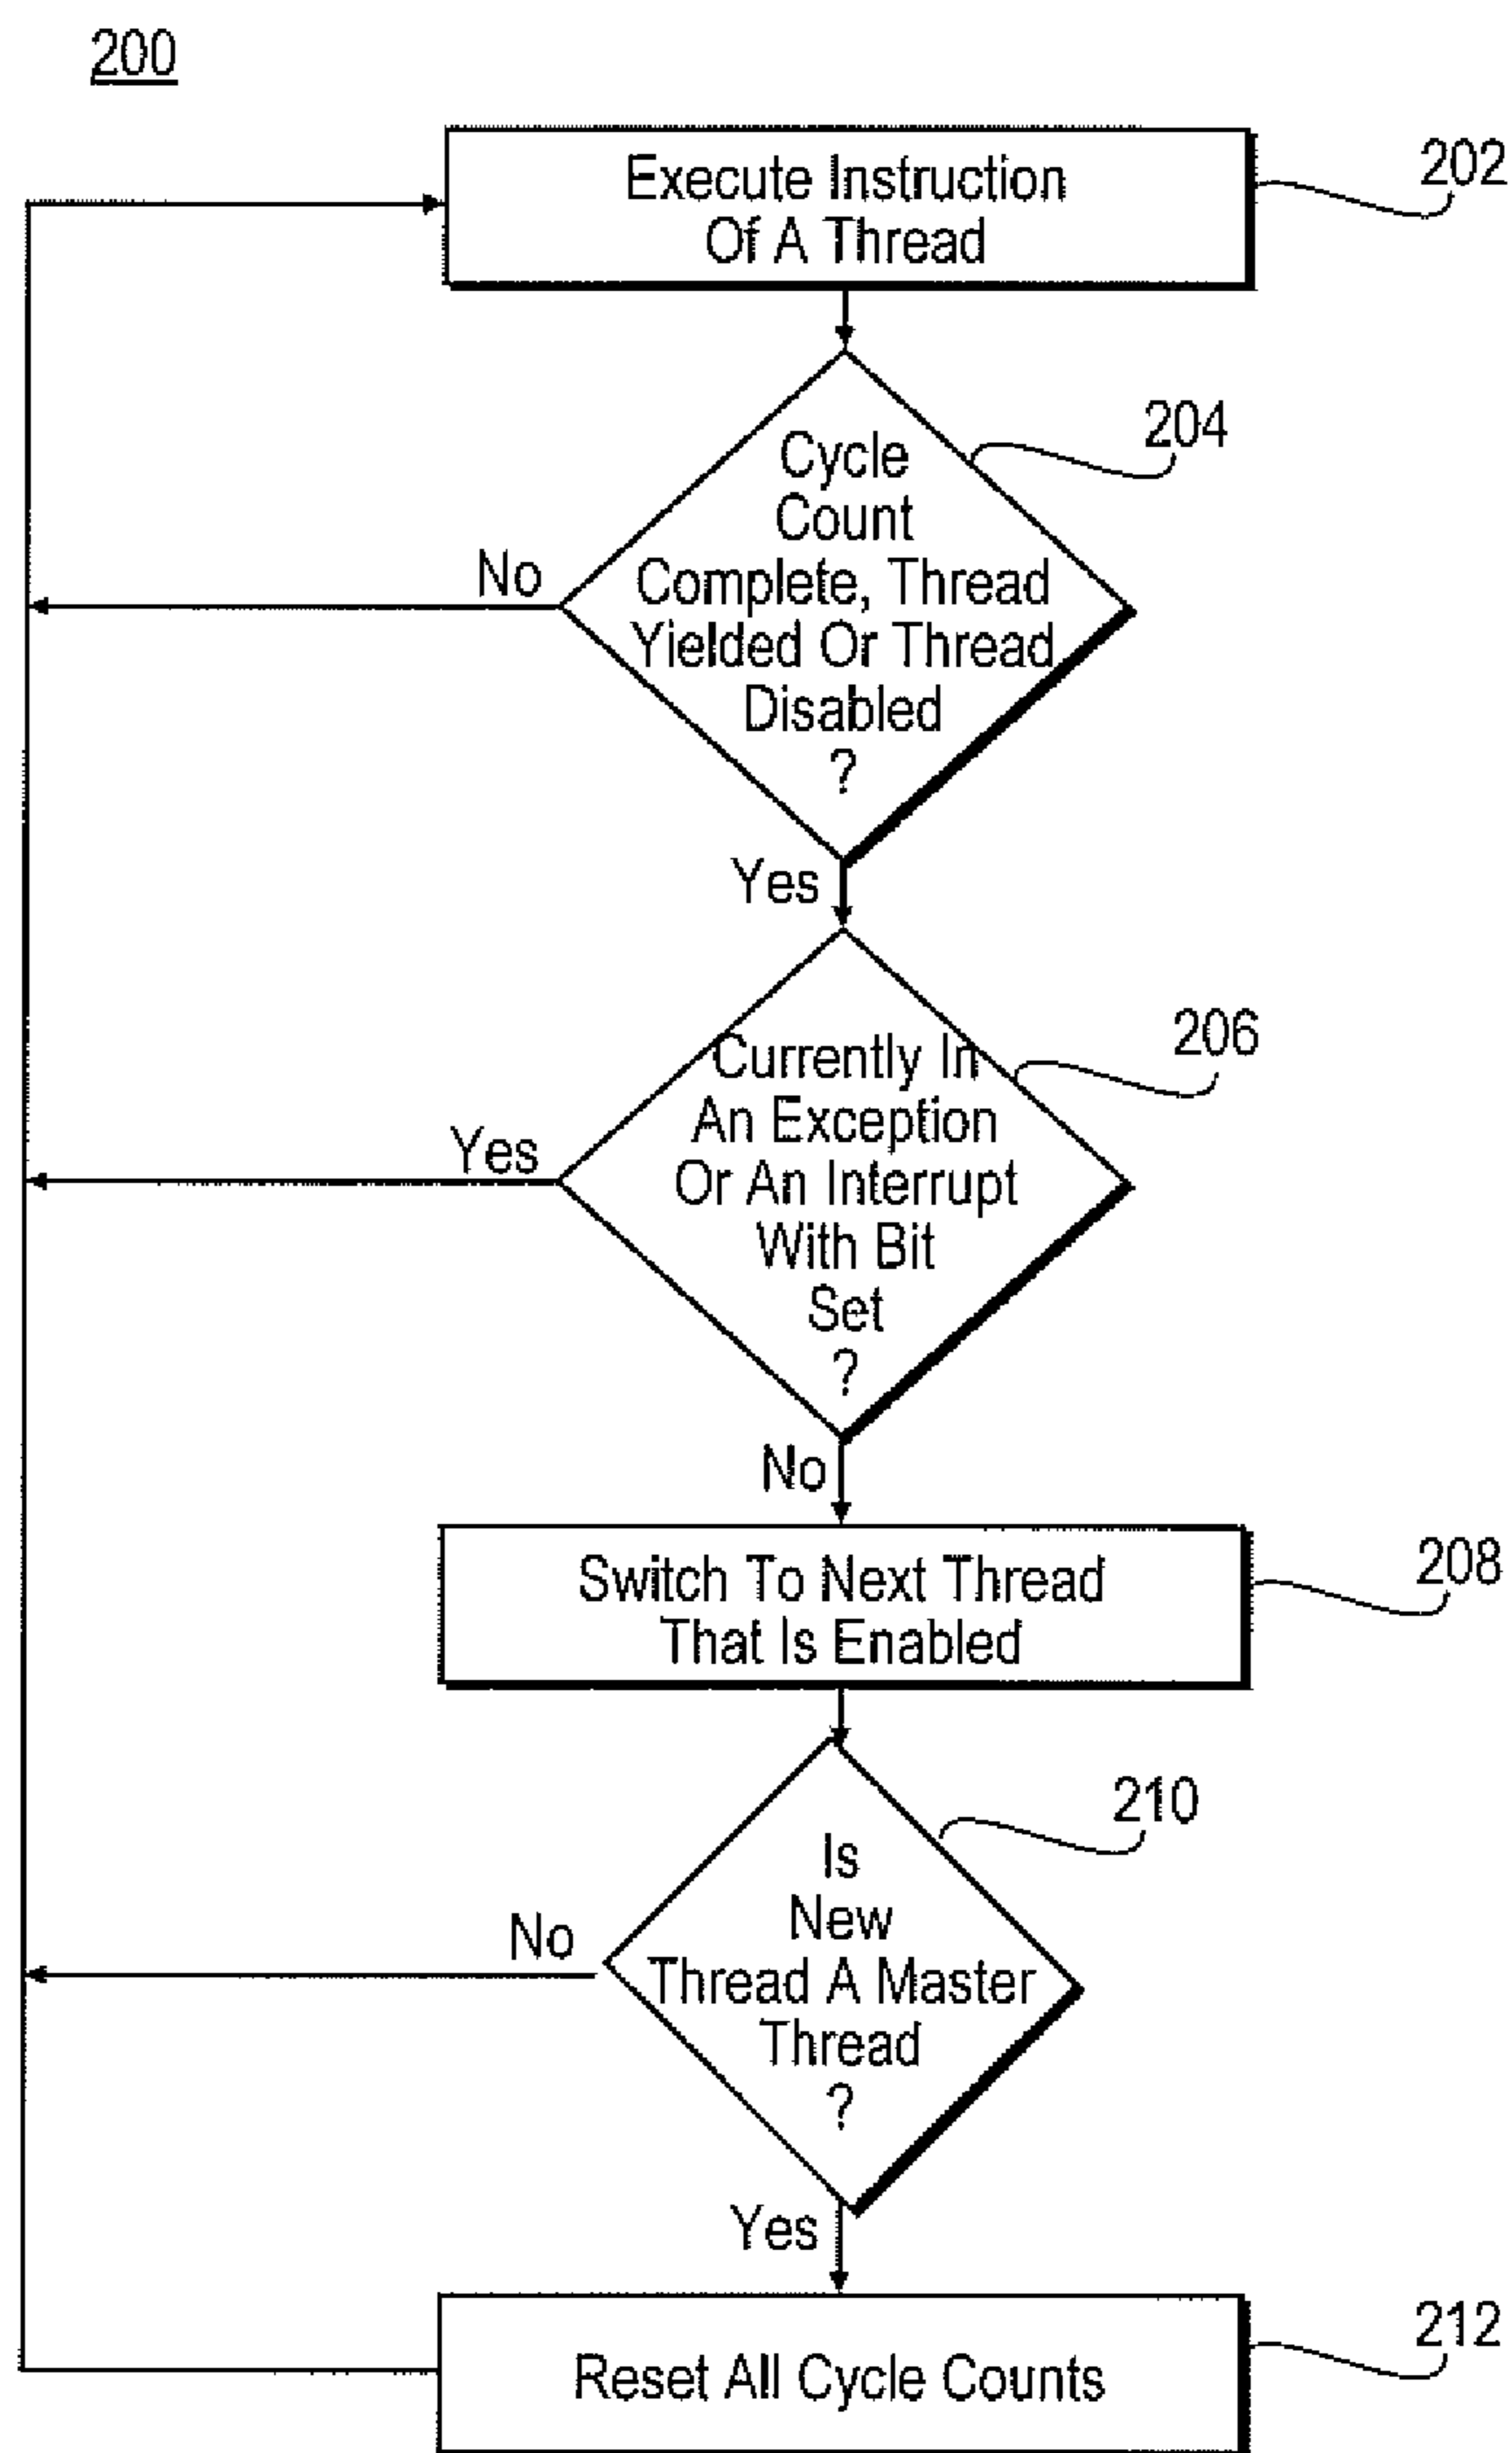 200
Execute Instruction
Of A Thread
202
Cycle
Count
Complete, Thread
Yielded Or Thread
Disabled
?
204
No
Yes
Currently In
An Exception
Or An Interrupt
With Bit
Set
?
206
Yes
No
Switch To Next Thread
That Is Enabled
208
Is
New
Thread A Master
Thread
?
210
No
Yes
Reset All Cycle Counts
212